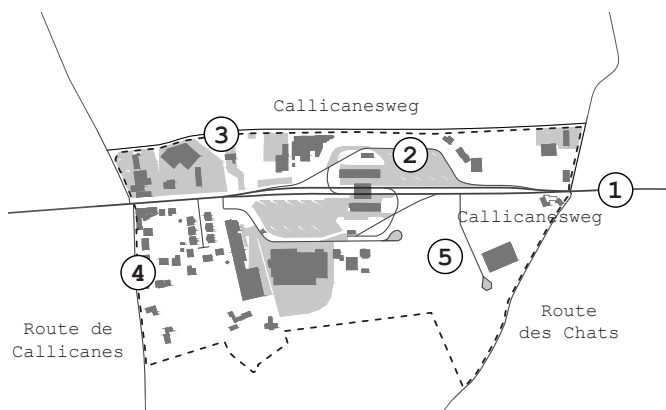 Callicanesweg
3
2
1
Callicanesweg
4
5
Route de
Callicanes
Route
des Chats